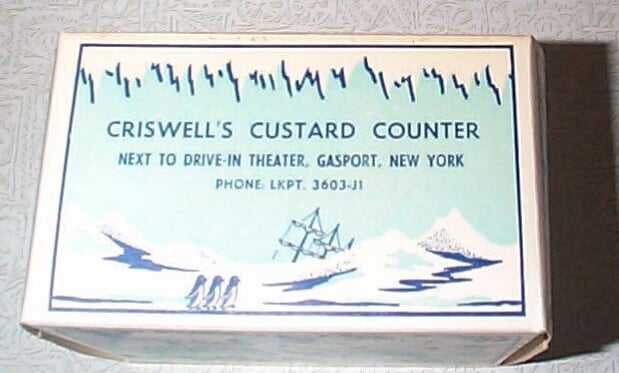 CRISWELL'S CUSTARD COUNTER
NEXT TO DRIVE-IN THEATER, GASPORT, NEW YORK
PHONE: LKPT. 3603-J1